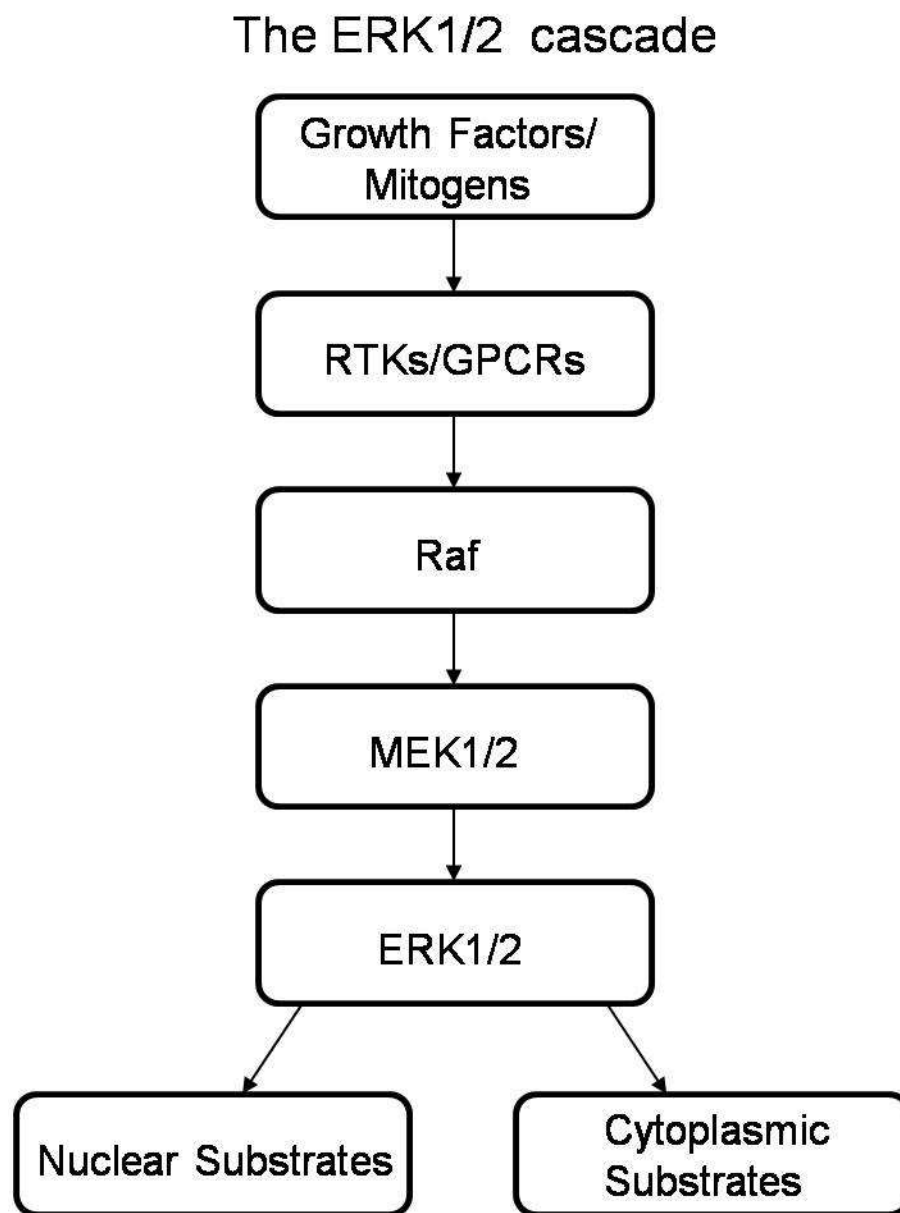 The ERK1/2 cascade
Growth Factors/
Mitogens
RTKs/GPCRs
Raf
MEK1/2
ERK1/2
Nuclear Substrates
Cytoplasmic
Substrates